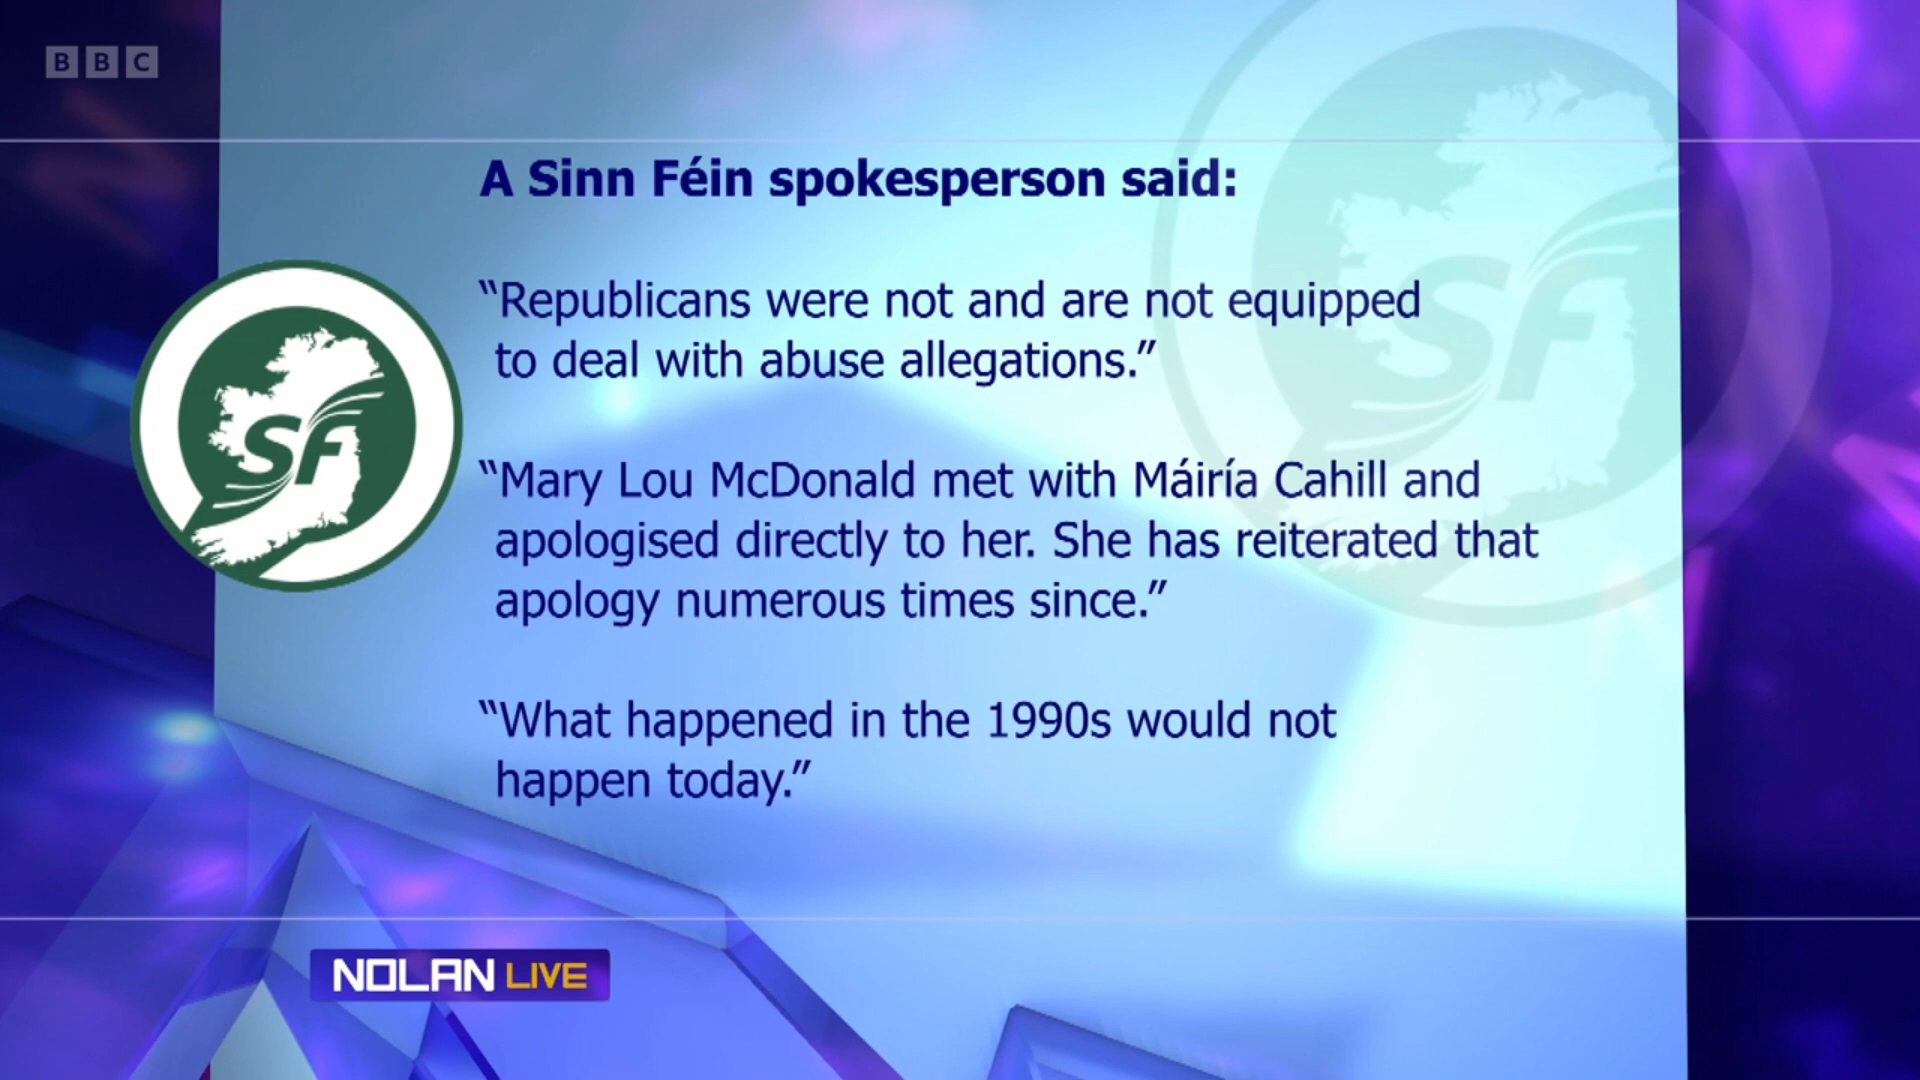 BBC
A Sinn Féin spokesperson said:
“Republicans were not and are not equipped
to deal with abuse allegations.”
“Mary Lou McDonald met with Máiría Cahill and
apologised directly to her. She has reiterated that
apology numerous times since.”
“What happened in the 1990s would not
happen today.”
SF
SF
NOLAN LIVE